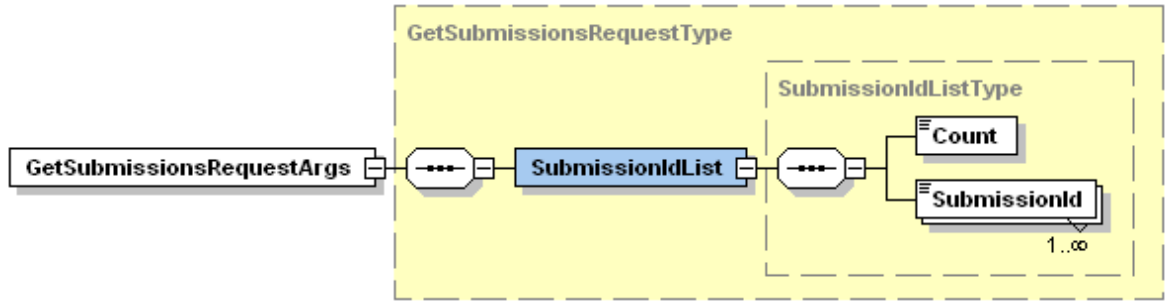 GetSubmissionsRequestType
SubmissionIdListType
Count
GetSubmissionsRequestArgs
SubmissionIdList
SubmissionId
1..∞